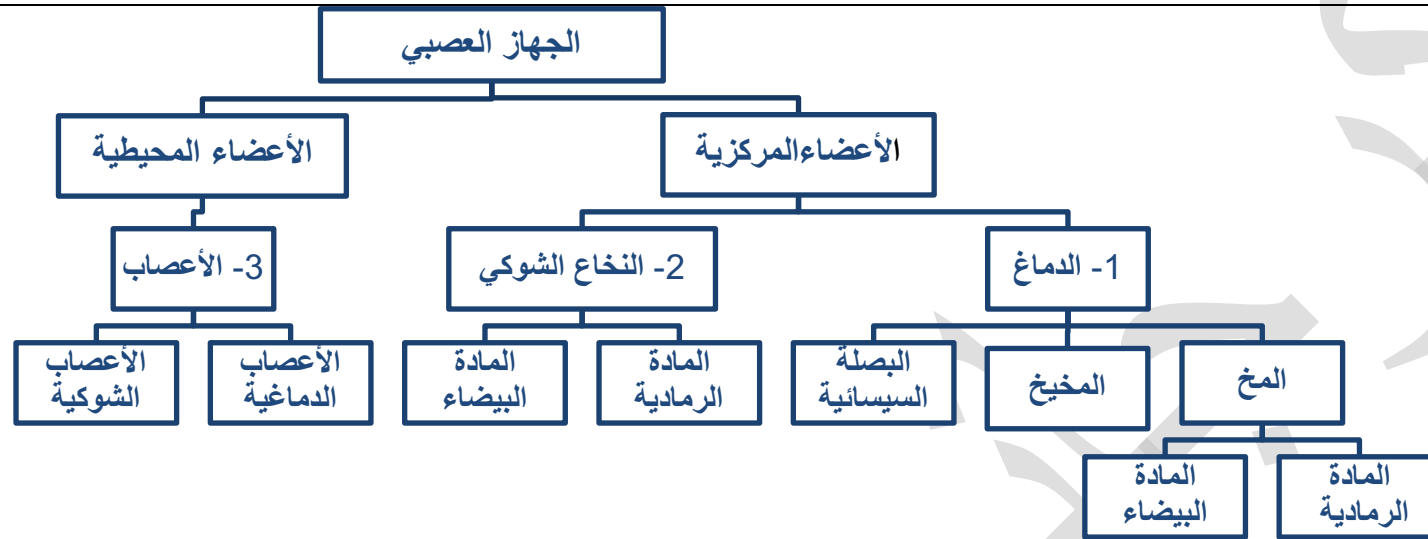 الجهاز العصبي
الأعضاءالمركزية
الأعضاء المحيطية
1- الدماغ
2- النخاع الشوكي
3- الأعصاب
المخ
المخيخ
البصلة
السيسائية
المادة
الرمادية
المادة
البيضاء
الأعصاب
الدماغية
الأعصاب
الشوكية
المادة
الرمادية
المادة
البيضاء